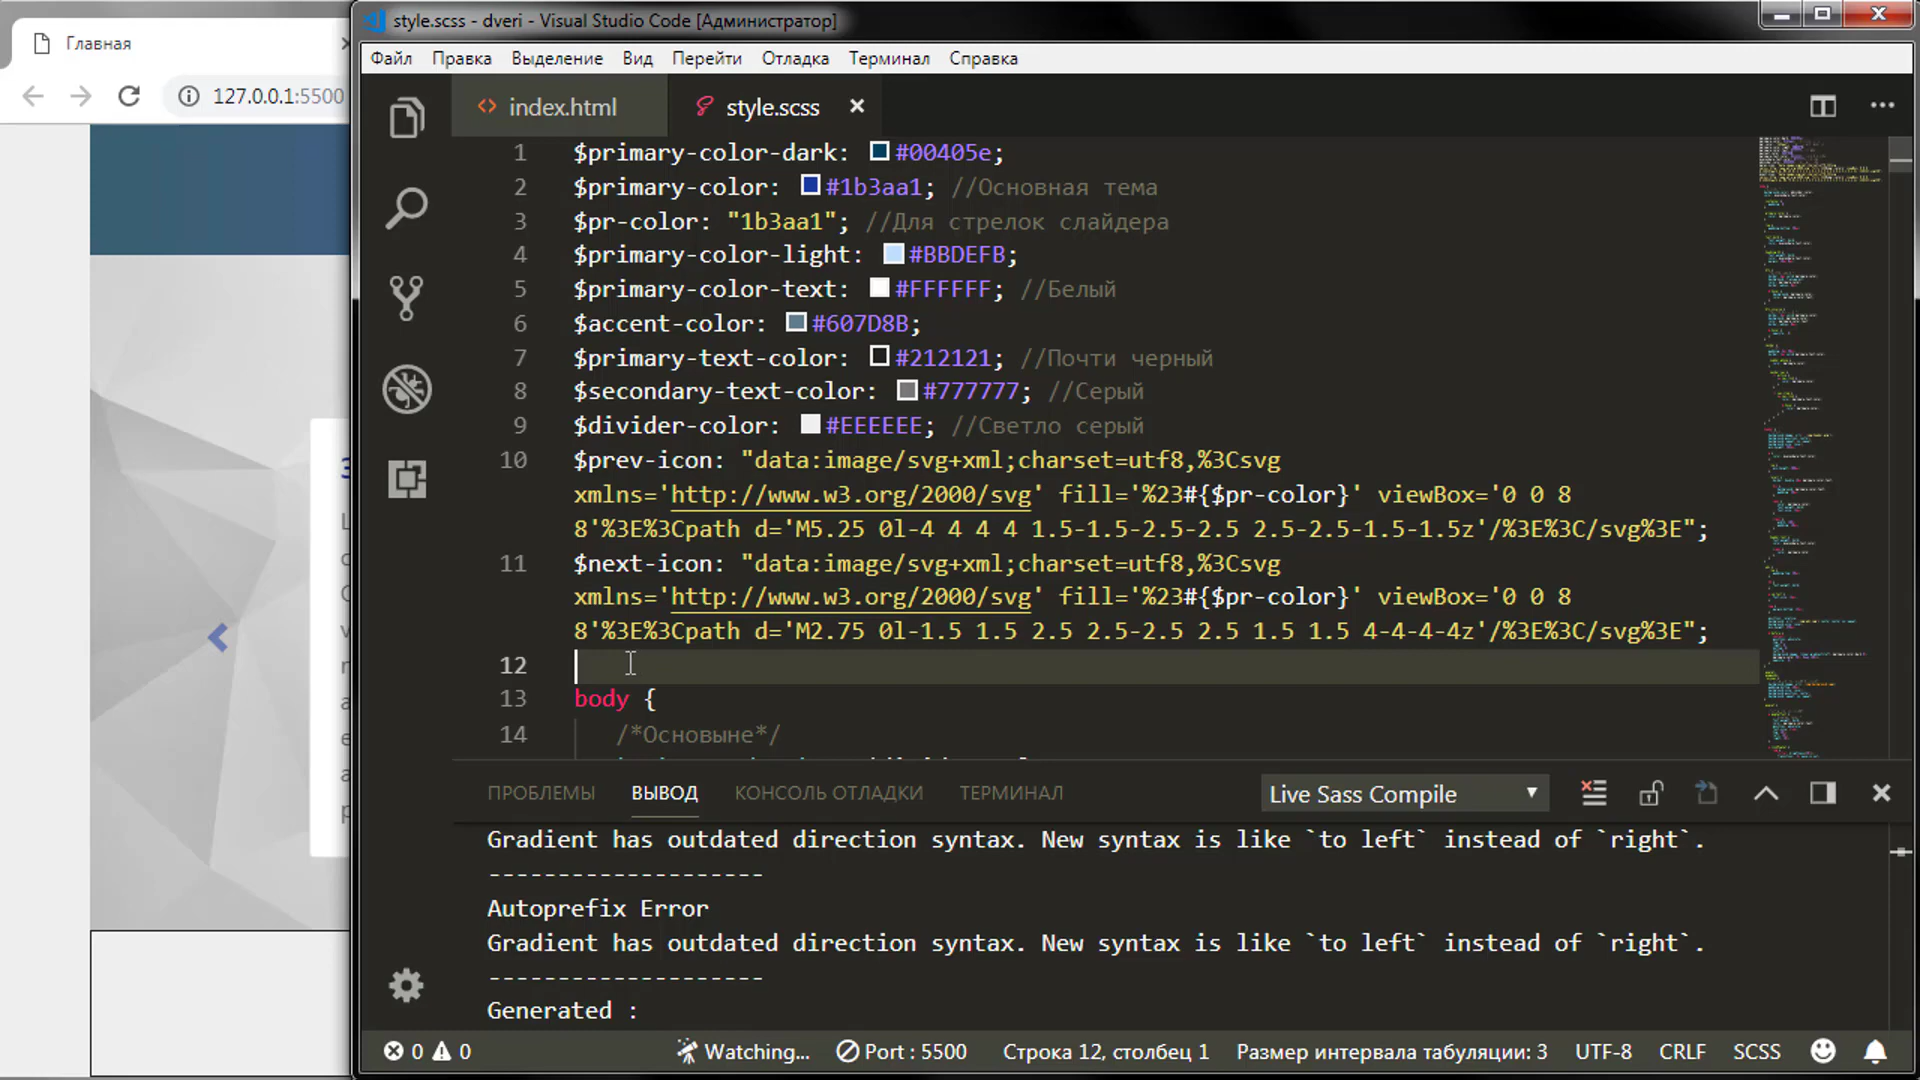 style.scss - dveri - Visual Studio Code [Администратор]
Главная
Файл Правка Выделение Вид Перейти Отладка Терминал Справка
127.0.0.1:5500
index.html
style.scss
1 $primary-color-dark: #00405e;
2 $primary-color: #1b3aa1; //Основная тема
3 $pr-color: "1b3aa1"; //Для стрелок слайдера
4 $primary-color-light: #BBDEFB;
5 $primary-color-text: #FFFFFF; //Белый
6 $accent-color: #607D8B;
7 $primary-text-color: #212121; //Почти черный
8 $secondary-text-color: #777777; //Серый
9 $divider-color: #EEEEEE; //Светло серый
10 $prev-icon: "data:image/svg+xml;charset=utf8,%3Csvg
xmlns='http://www.w3.org/2000/svg' fill='%23#{$pr-color}' viewBox='0 0 8
8'%3E%3Cpath d='M5.25 0l-4 4 4 4 1.5-1.5-2.5-2.5 2.5-2.5-1.5-1.5z'/%3E%3C/svg%3E";
11 $next-icon: "data:image/svg+xml;charset=utf8,%3Csvg
xmlns='http://www.w3.org/2000/svg' fill='%23#{$pr-color}' viewBox='0 0 8
8'%3E%3Cpath d='M2.75 0l-1.5 1.5 2.5 2.5-2.5 2.5 1.5 1.5 4-4-4-4z'/%3E%3C/svg%3E";
12
13 body {
14 /*Основыне*/
ПРОБЛЕМЫ ВЫВОД КОНСОЛЬ ОТЛАДКИ ТЕРМИНАЛ Live Sass Compile
Gradient has outdated direction syntax. New syntax is like `to left` instead of `right`.
--------------------
Autoprefix Error
Gradient has outdated direction syntax. New syntax is like `to left` instead of `right`.
--------------------
Generated :
0 0 Watching... Port : 5500 Строка 12, столбец 1 Размер интервала табуляции: 3 UTF-8 CRLF SCSS